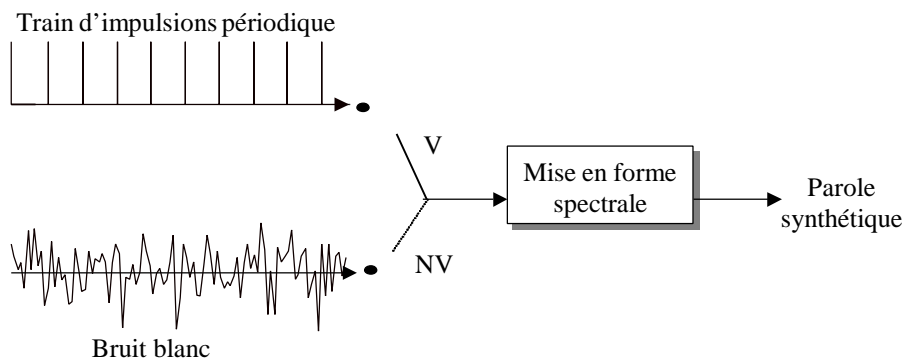 Train d’impulsions périodique
V
Mise en forme
spectrale
Parole
synthétique
NV
Bruit blanc